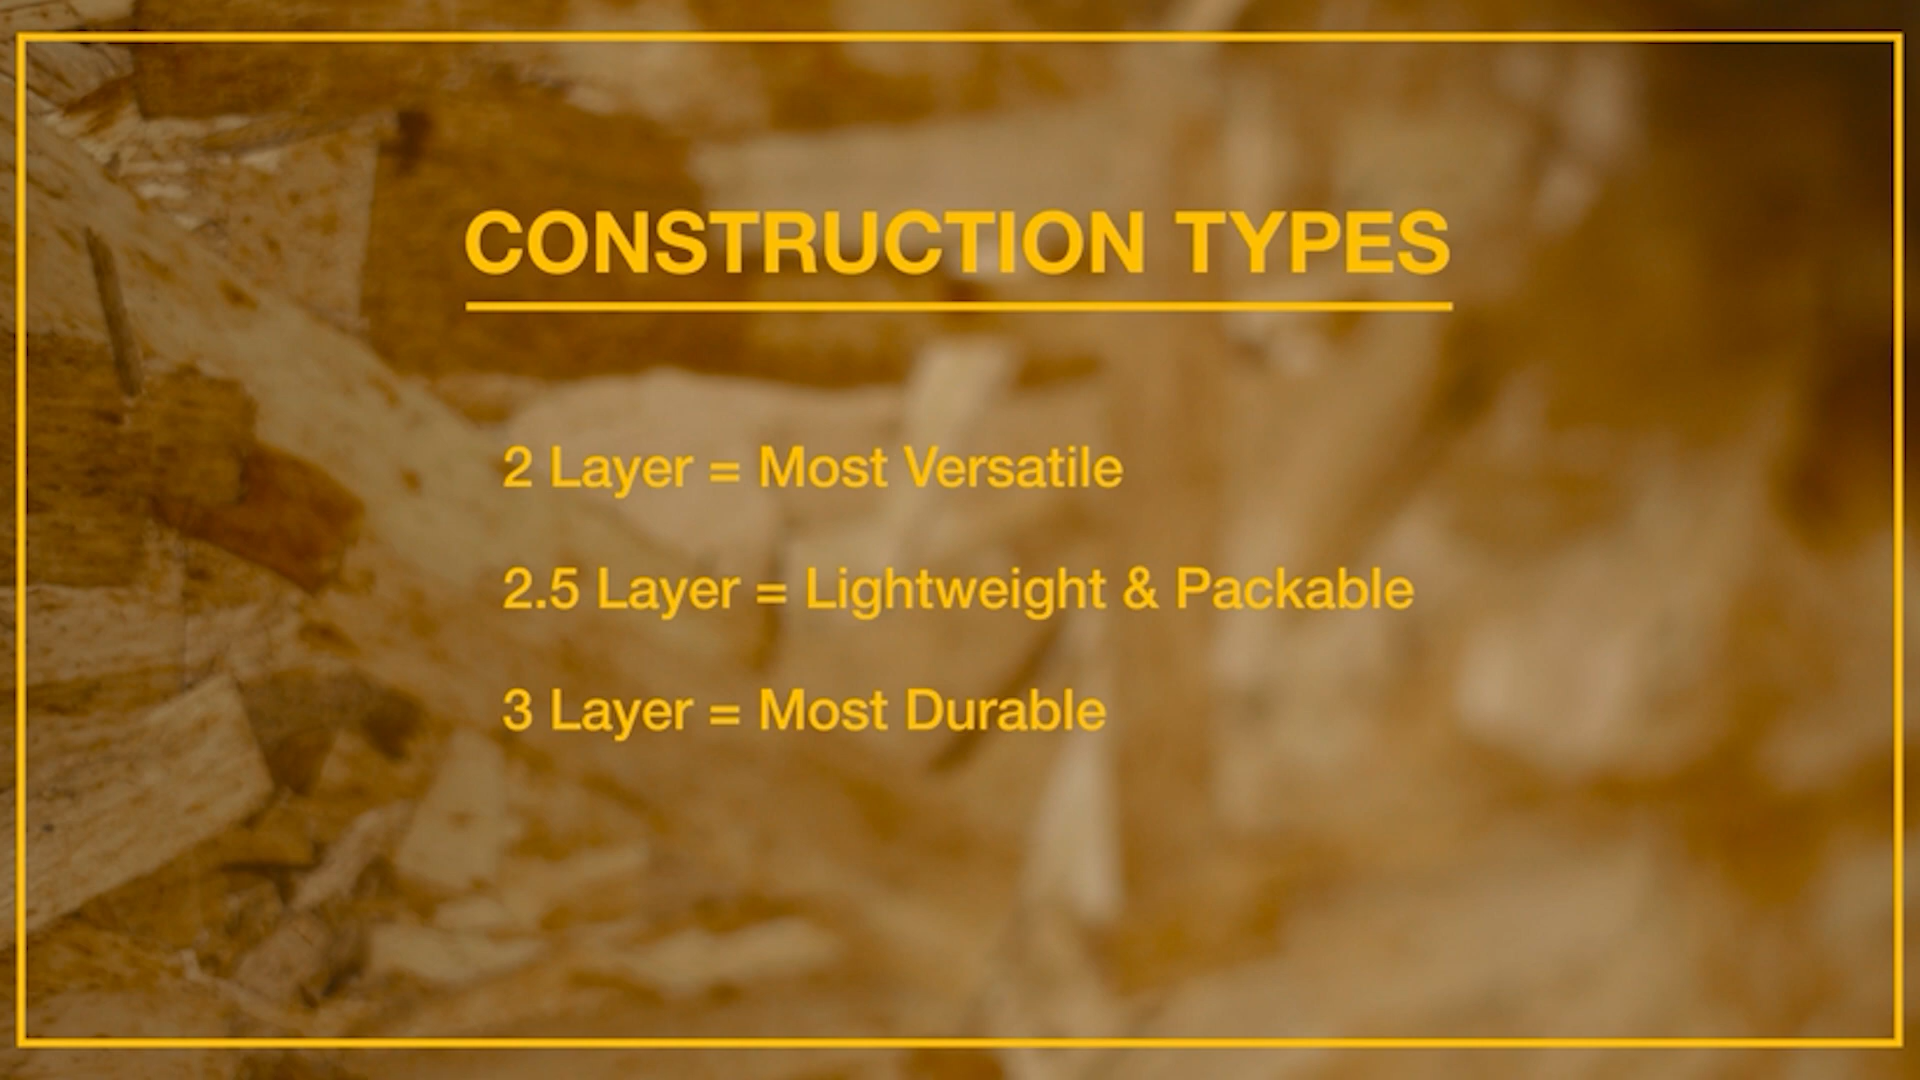 CONSTRUCTION TYPES
2 Layer = Most Versatile
2.5 Layer = Lightweight & Packable
3 Layer = Most Durable